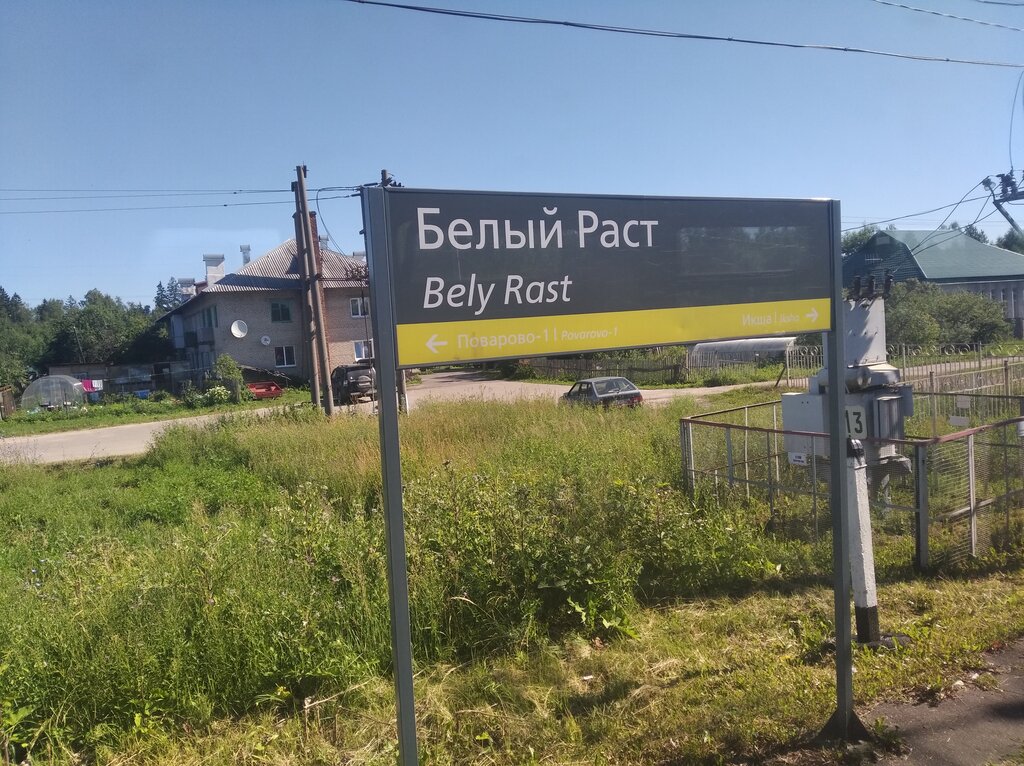 Белый Раст
Bely Rast
← Поварово-1 | Povarovo-1
Икша | Iksha →
13